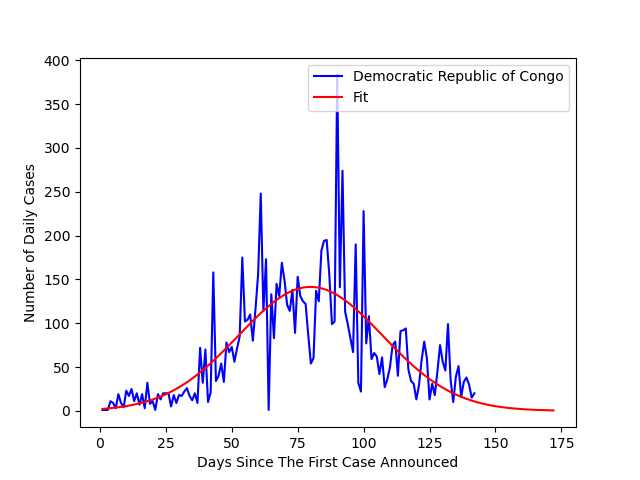 Democratic Republic of Congo
Fit
Number of Daily Cases
400
350
300
250
200
150
100
50
0
0 25 50 75 100 125 150 175
Days Since The First Case Announced